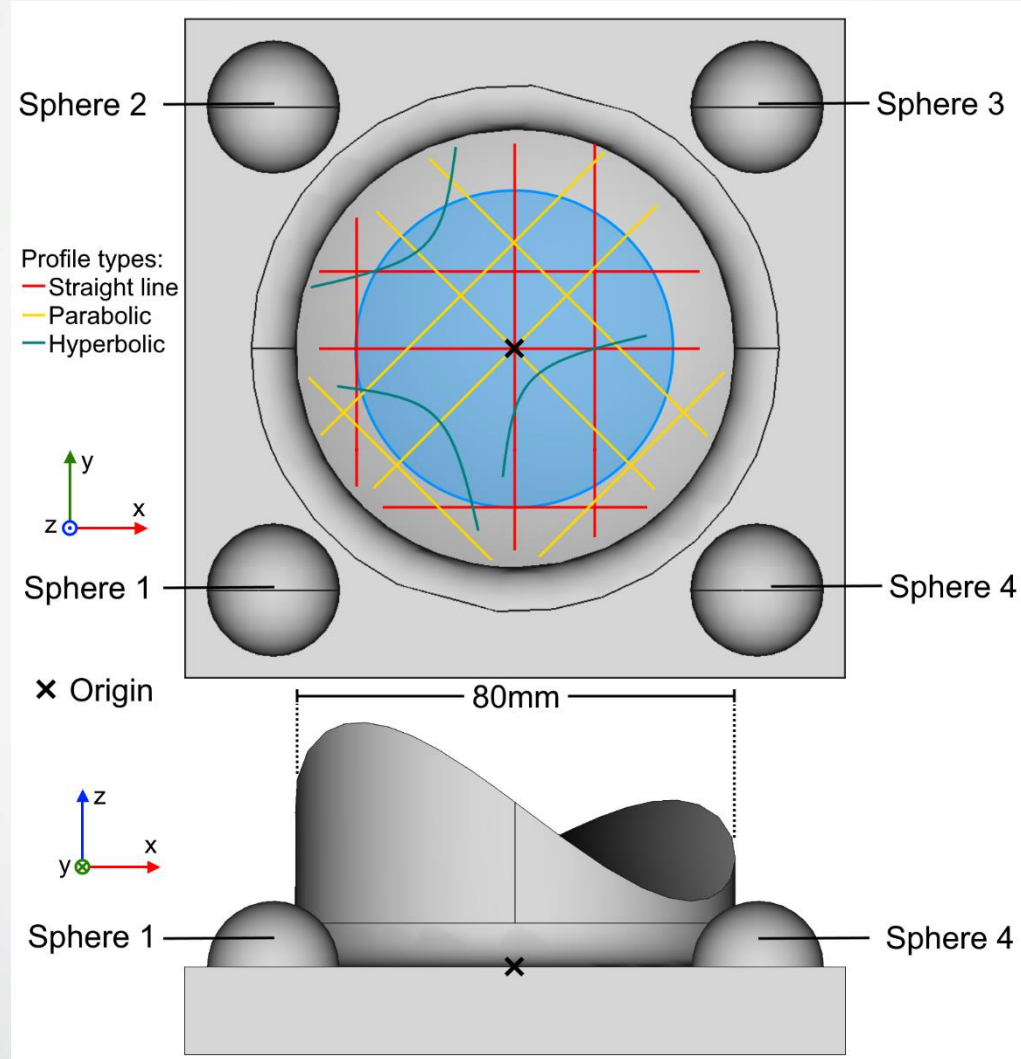 Sphere 2
Sphere 3
Profile types:
Straight line
Parabolic
Hyperbolic
y
z
x
Sphere 1
Sphere 4
Origin
80mm
z
x
y
Sphere 1
Sphere 4